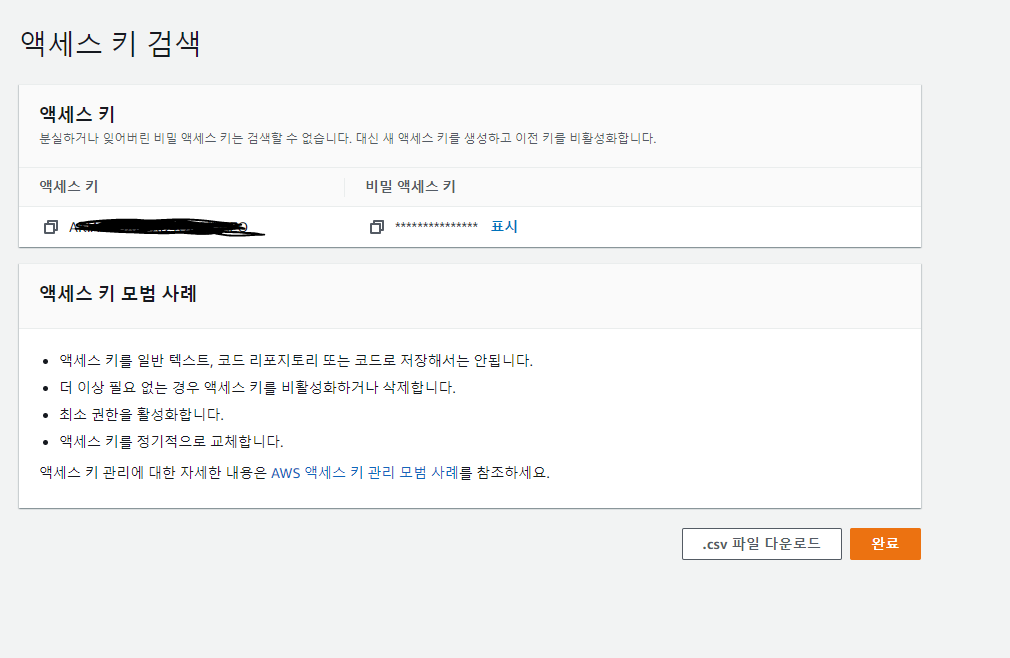 액세스 키 검색
액세스 키
분실하거나 잊어버린 비밀 액세스 키는 검색할 수 없습니다. 대신 새 액세스 키를 생성하고 이전 키를 비활성화합니다.
액세스 키 비밀 액세스 키
*************** 표시
액세스 키 모범 사례
• 액세스 키를 일반 텍스트, 코드 리포지토리 또는 코드로 저장해서는 안됩니다.
• 더 이상 필요 없는 경우 액세스 키를 비활성화하거나 삭제합니다.
• 최소 권한을 활성화합니다.
• 액세스 키를 정기적으로 교체합니다.
액세스 키 관리에 대한 자세한 내용은 AWS 액세스 키 관리 모범 사례를 참조하세요.
.csv 파일 다운로드 완료